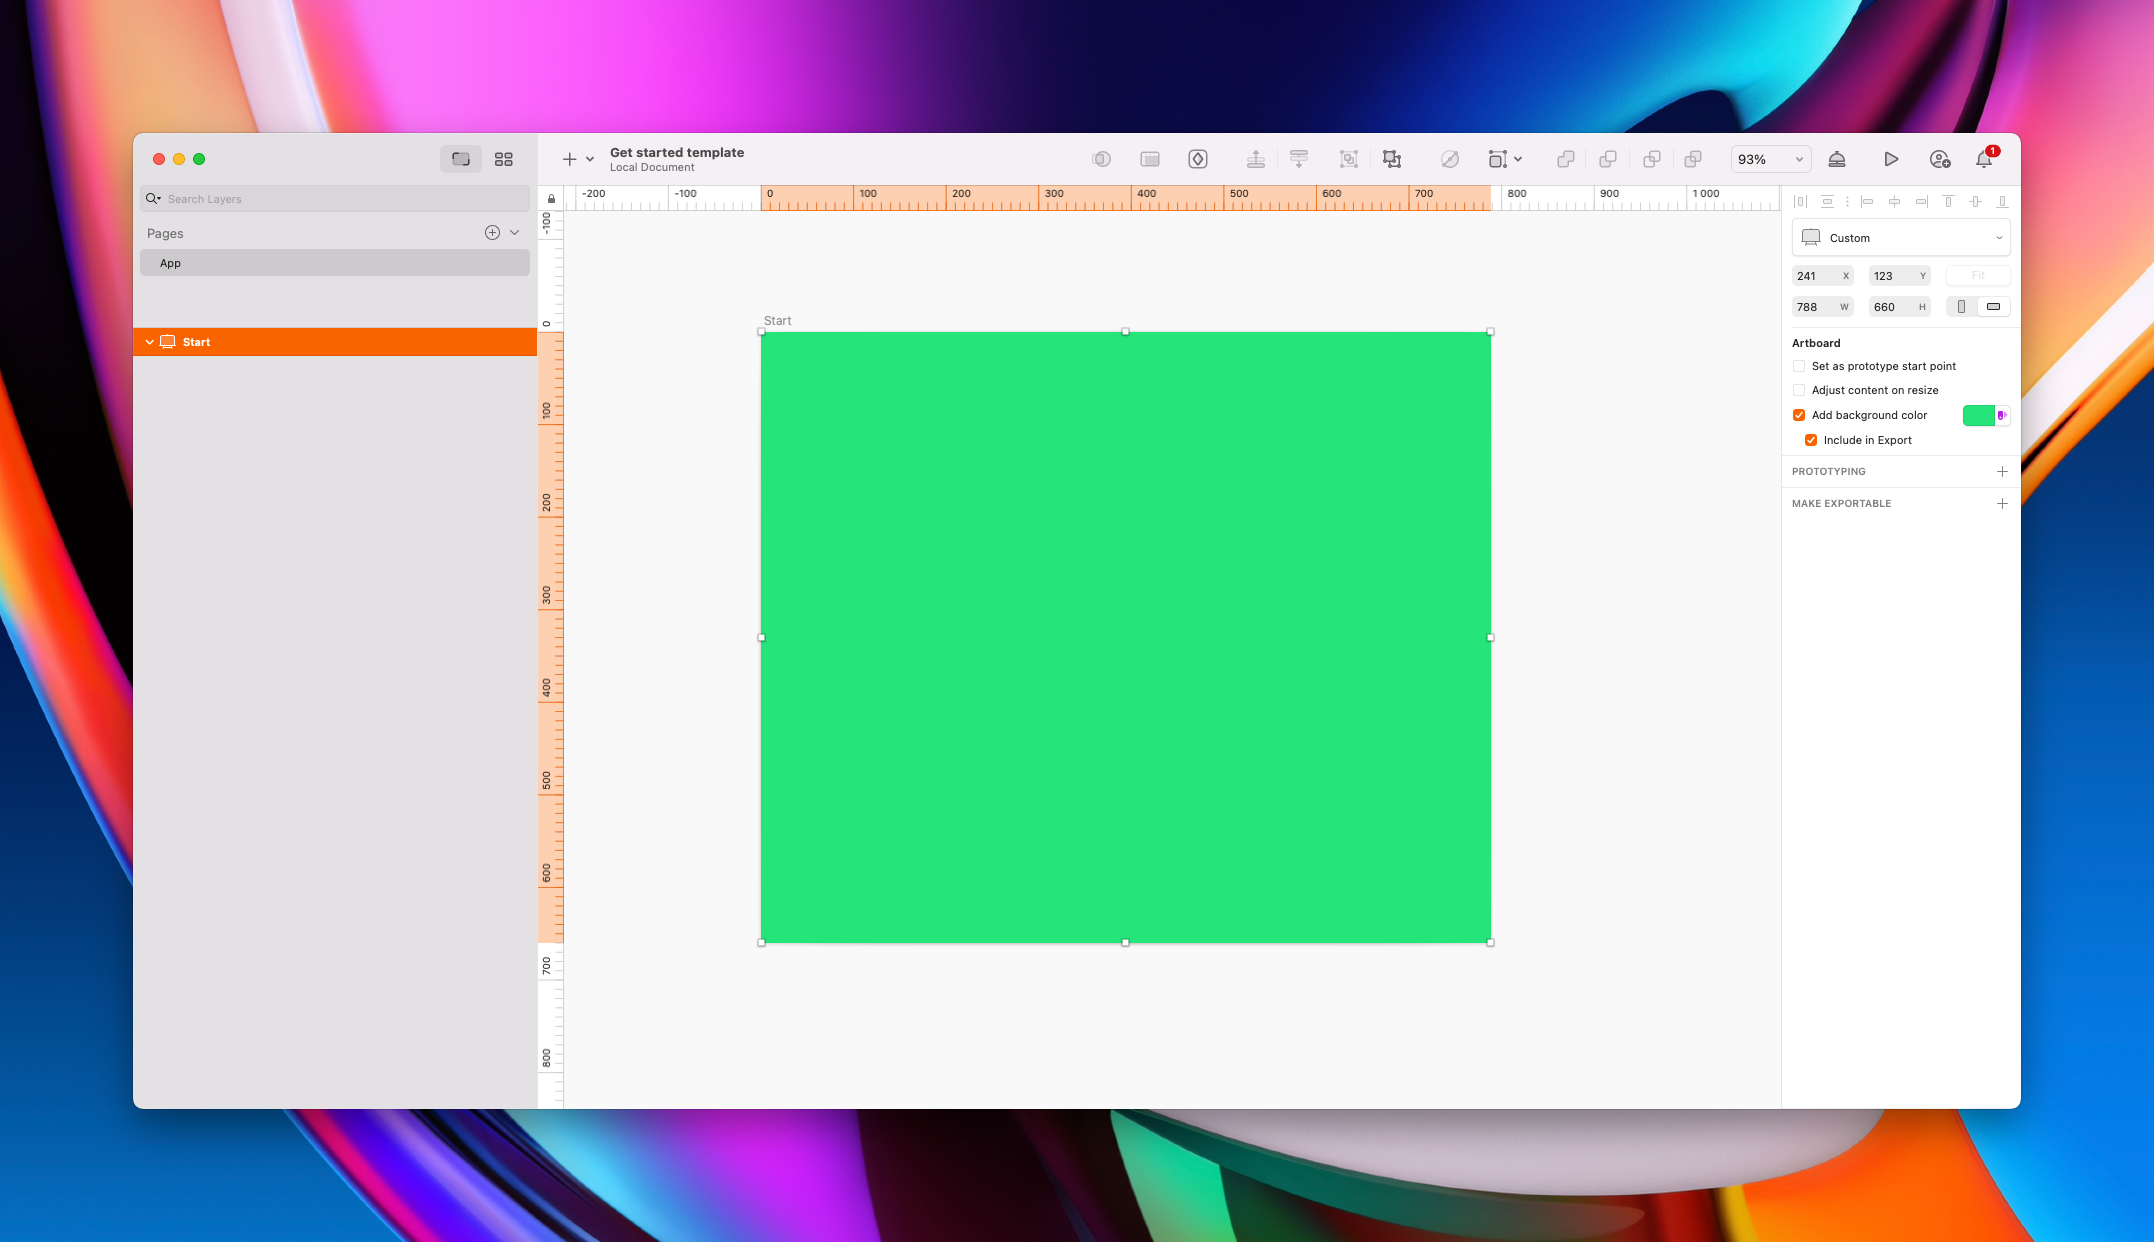 Get started template
Local Document
93%
1
Search Layers
Pages
App
Start
-200 -100 0 100 200 300 400 500 600 700 800 900 1 000
-100
0
100
200
300
400
500
600
700
800
Start
Custom
241 X 123 Y Fit
788 W 660 H
Artboard
Set as prototype start point
Adjust content on resize
Add background color
Include in Export
PROTOTYPING
MAKE EXPORTABLE